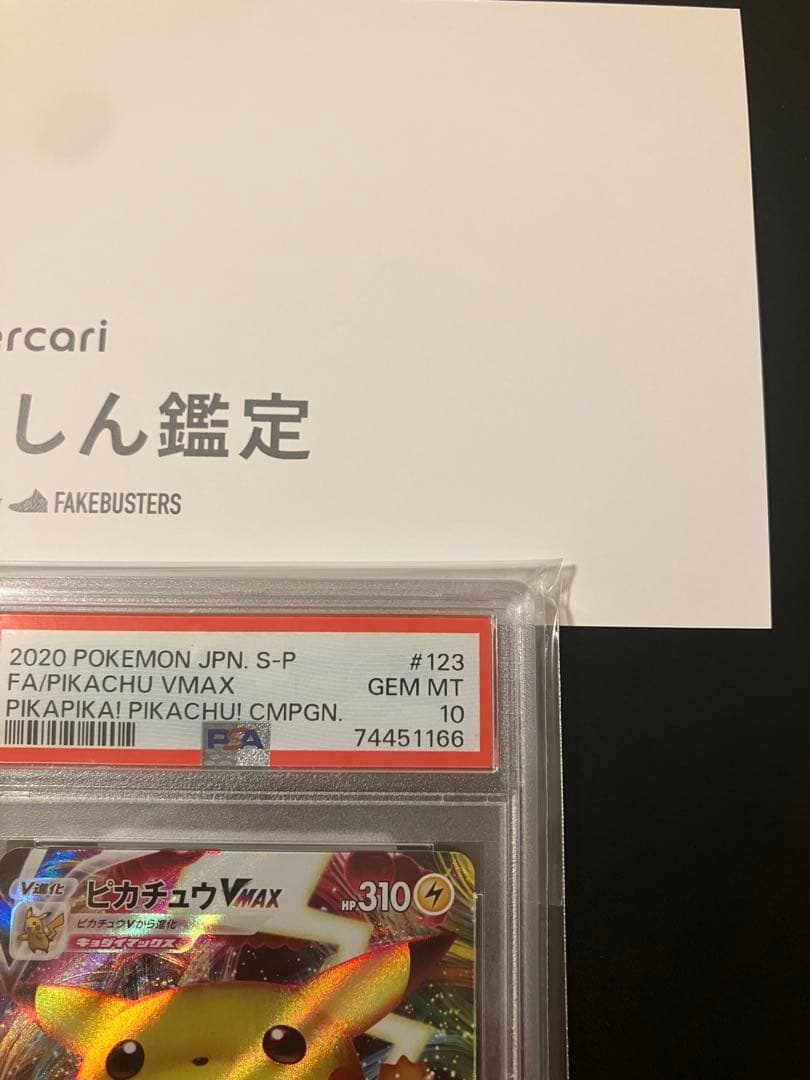 ercari
しん鑑定
FAKEBUSTERS
2020 POKEMON JPN. S-P #123
FA/PIKACHU VMAX GEM MT
PIKAPIKA! PIKACHU! CMPGN. 10
PSA 74451166
V進化 ピカチュウVMAX HP310
ピカチュウVから進化
キョダイマックス